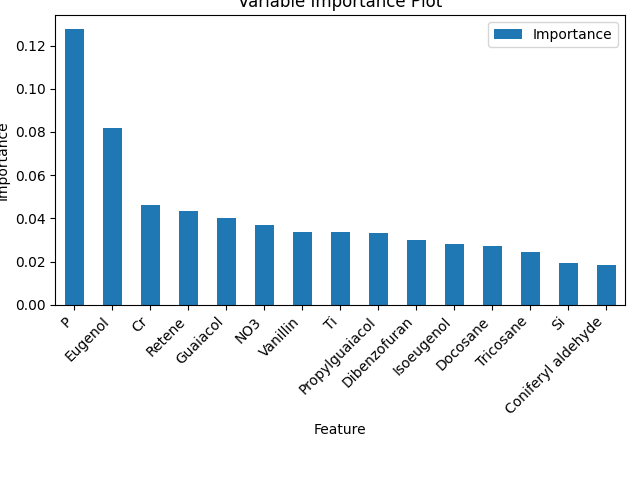 Variable Importance Plot
Importance
Importance
0.12
0.10
0.08
0.06
0.04
0.02
0.00
P
Eugenol
Cr
Retene
Guaiacol
NO3
Vanillin
Ti
Propylguaiacol
Dibenzofuran
Isoeugenol
Docosane
Tricosane
Si
Coniferyl aldehyde
Feature